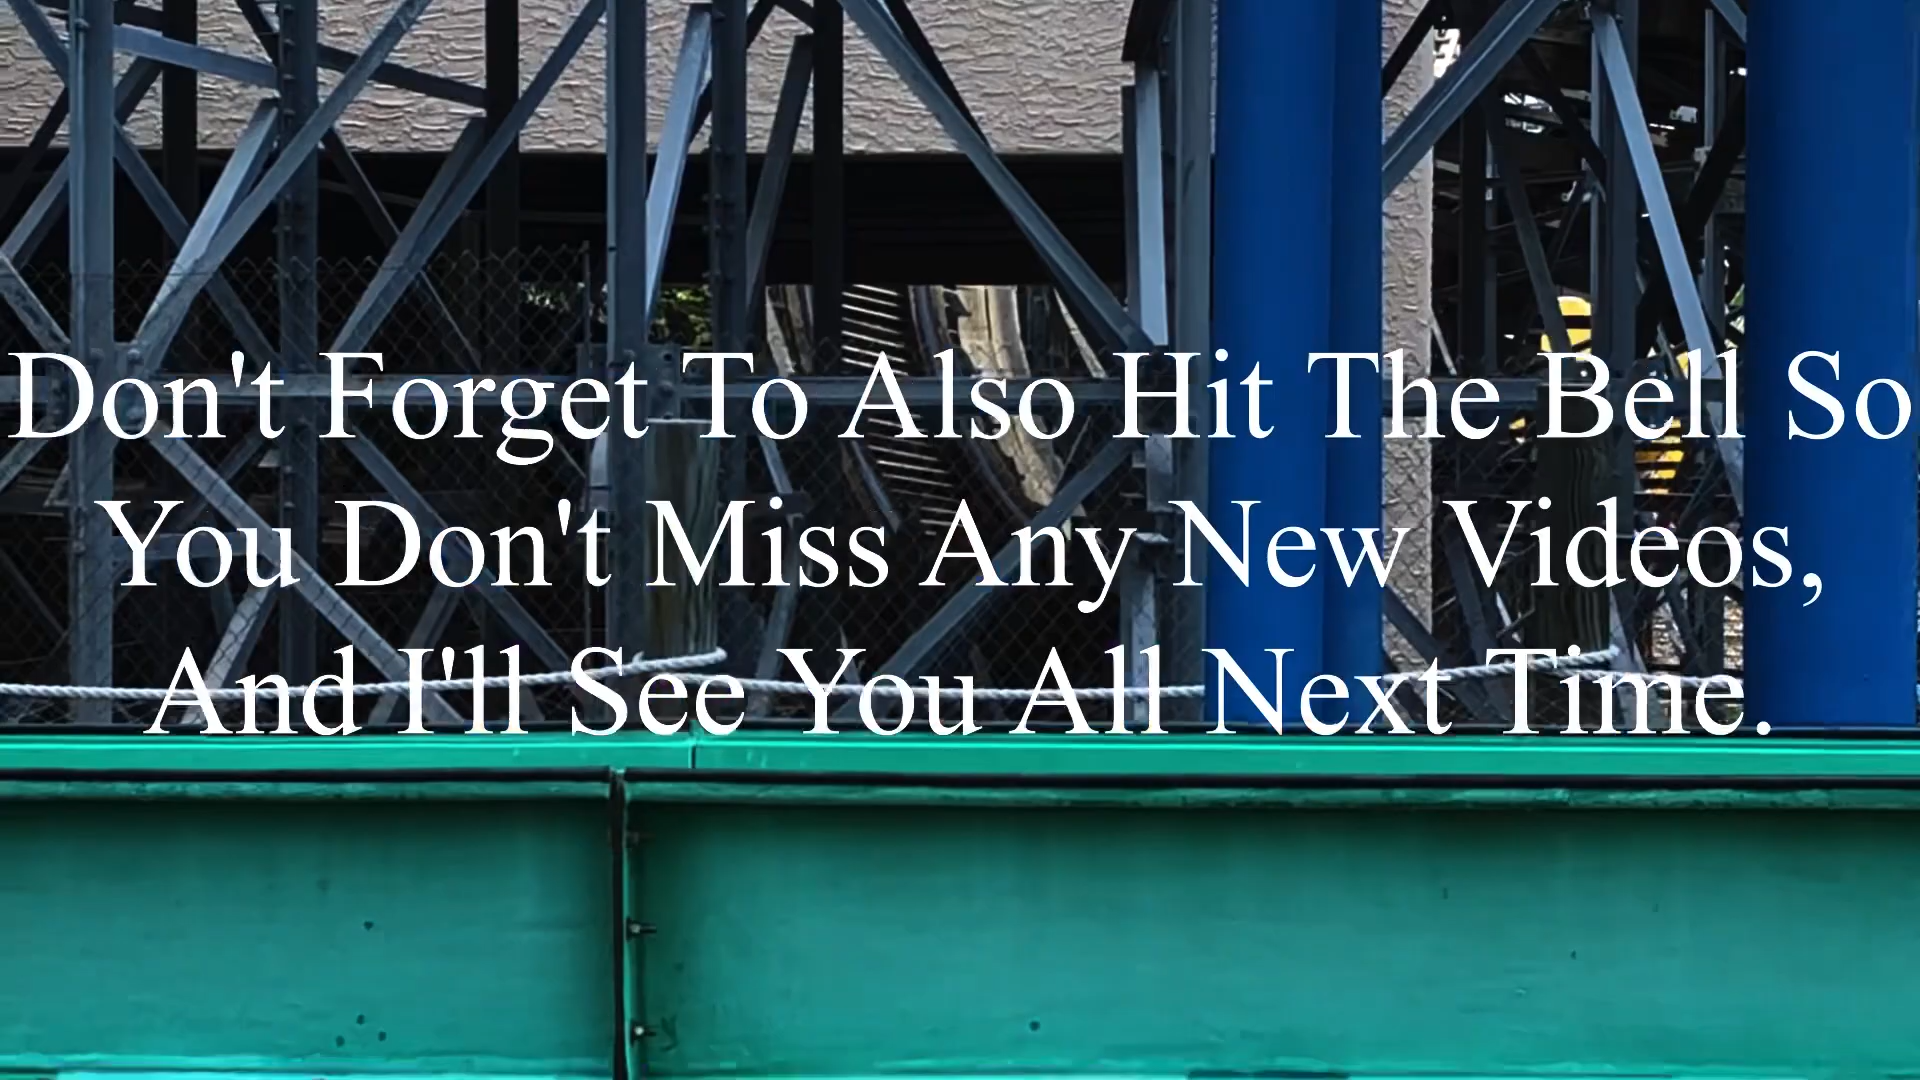 Don't Forget To Also Hit The Bell So
You Don't Miss Any New Videos,
And I'll See You All Next Time.